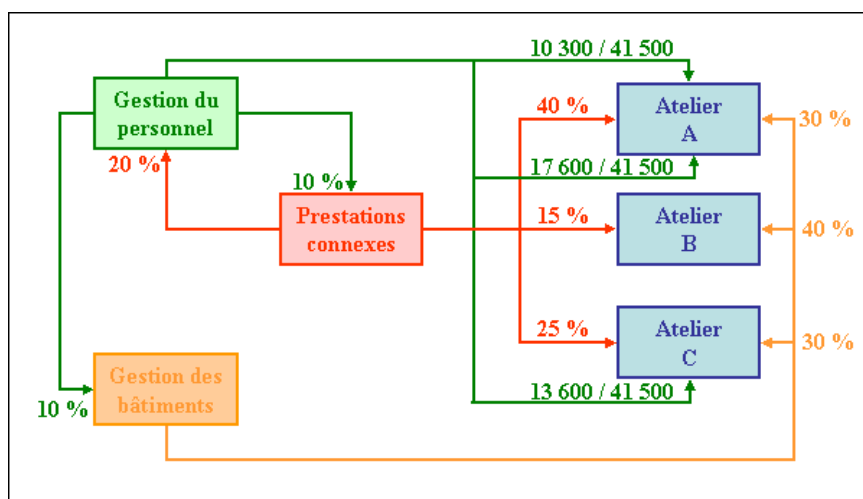 10 300 / 41 500
Gestion du
personnel
40 %
Atelier
A
30 %
20 %
10 %
17 600 / 41 500
Prestations
connexes
15 %
Atelier
B
40 %
25 %
Atelier
C
30 %
Gestion des
bâtiments
10 %
13 600 / 41 500